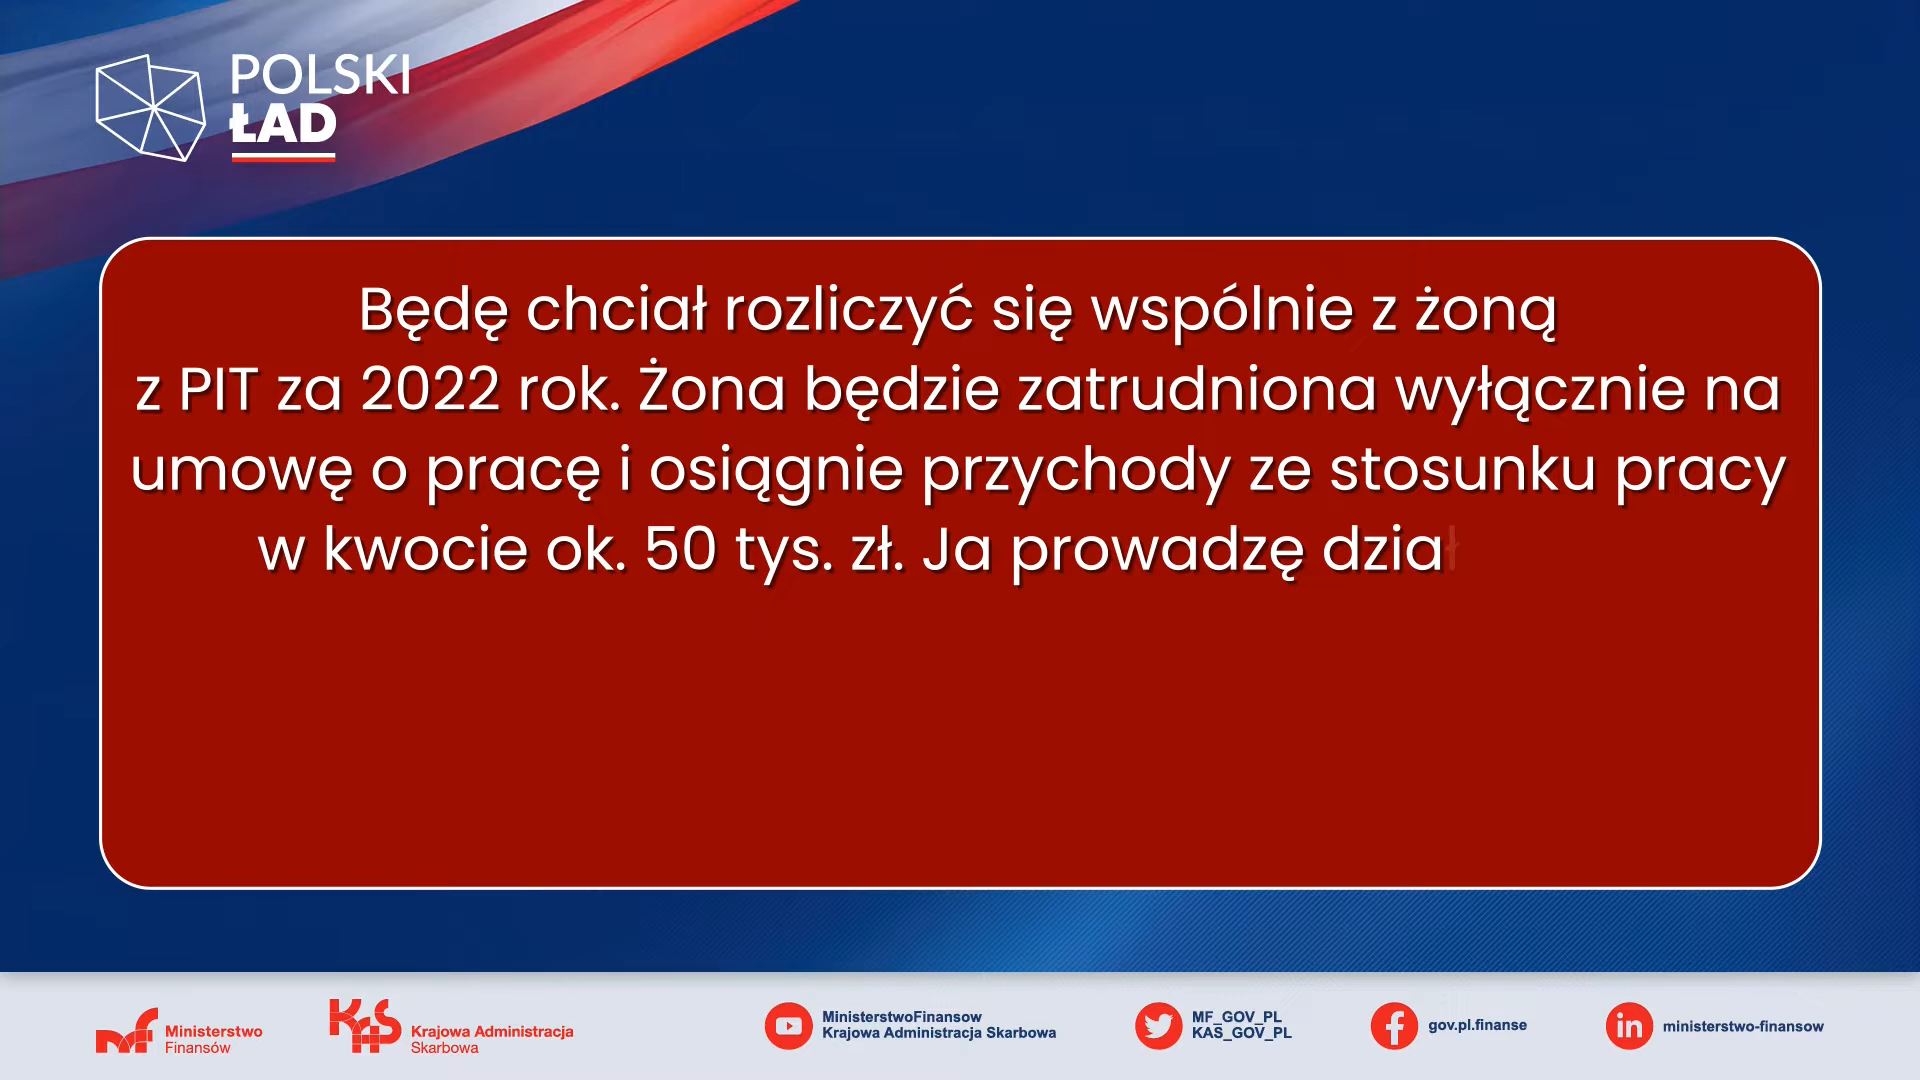 POLSKI
ŁAD
Będę chciał rozliczyć się wspólnie z żoną
z PIT za 2022 rok. Żona będzie zatrudniona wyłącznie na
umowę o pracę i osiągnie przychody ze stosunku pracy
w kwocie ok. 50 tys. zł. Ja prowadzę dział
Ministerstwo
Finansów
KAS
Krajowa Administracja
Skarbowa
MinisterstwoFinansow
Krajowa Administracja Skarbowa
MF_GOV_PL
KAS_GOV_PL
gov.pl.finanse
ministerstwo-finansow